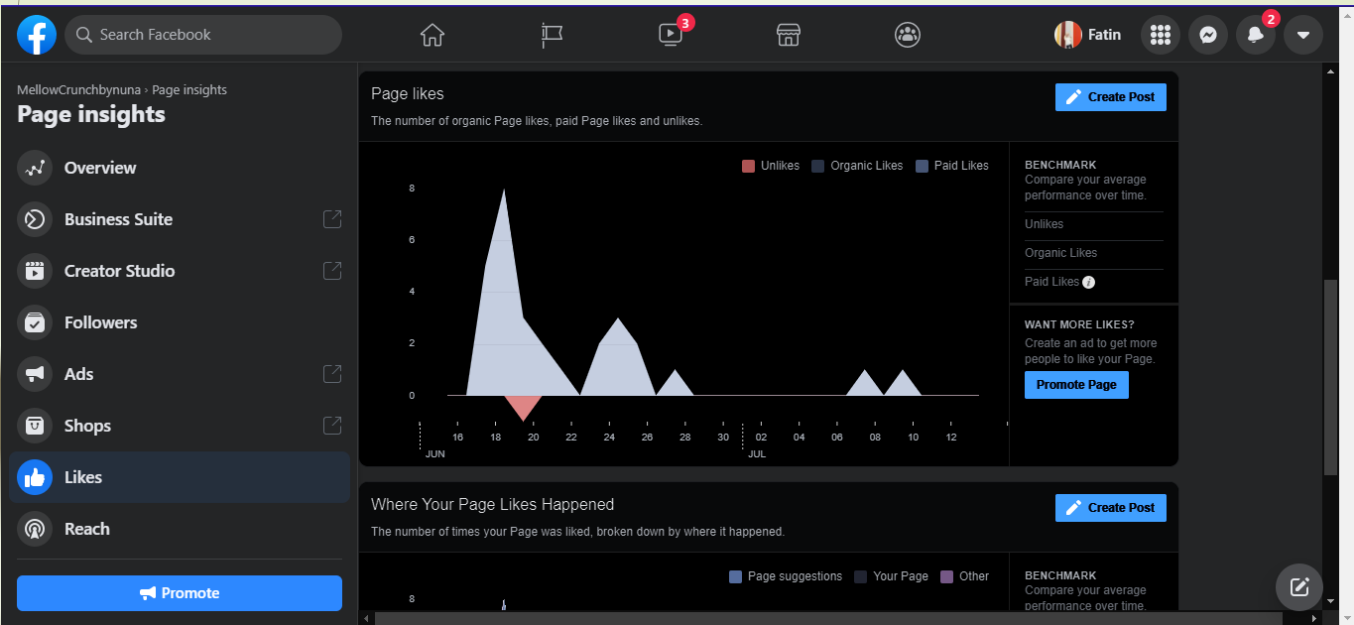 Search Facebook
3
Fatin
2
MellowCrunchbynuna › Page insights
Page insights
Overview
Business Suite
Creator Studio
Followers
Ads
Shops
Likes
Reach
Promote
Page likes
Create Post
The number of organic Page likes, paid Page likes and unlikes.
Unlikes Organic Likes Paid Likes
8
6
4
2
0
16 18 20 22 24 26 28 30 02 04 06 08 10 12
JUN JUL
BENCHMARK
Compare your average
performance over time.
Unlikes
Organic Likes
Paid Likes
WANT MORE LIKES?
Create an ad to get more
people to like your Page.
Promote Page
Where Your Page Likes Happened
Create Post
The number of times your Page was liked, broken down by where it happened.
Page suggestions Your Page Other
8
BENCHMARK
Compare your average
performance over time.